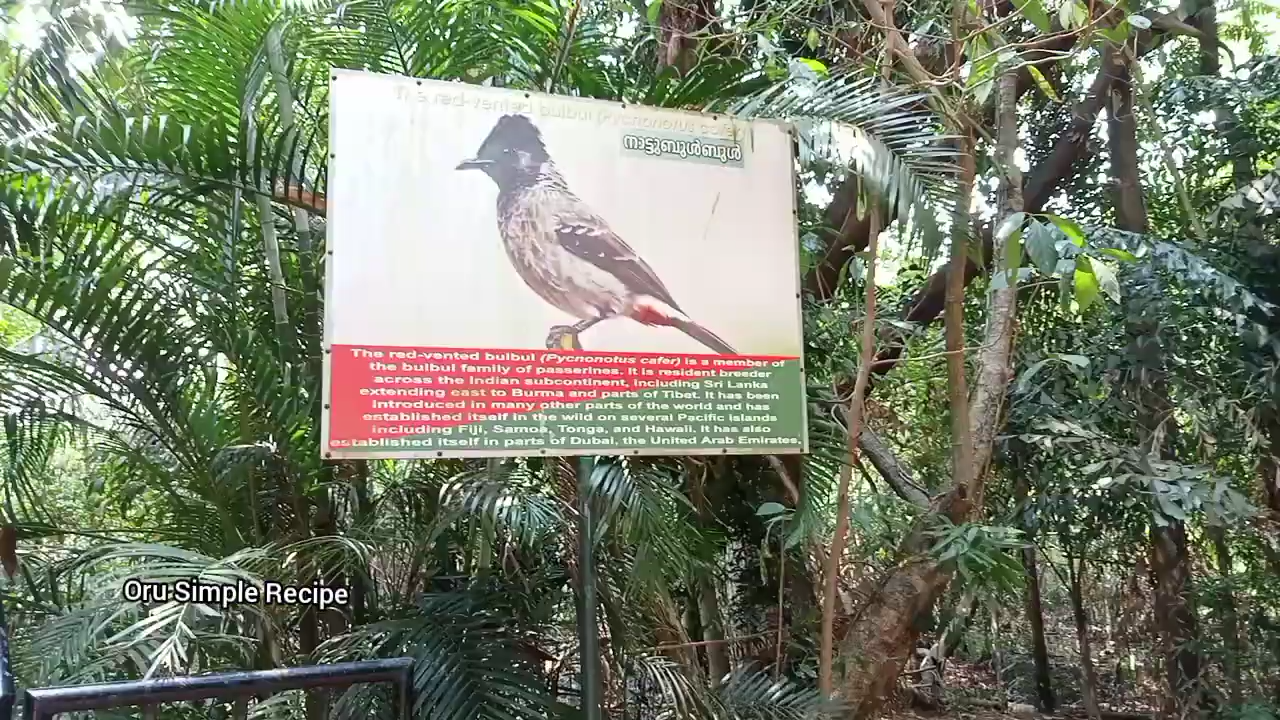 The red-vented bulbul (Pycnonotus cafer)
നാട്ടുബുൾബുൾ
The red-vented bulbul (Pycnonotus cafer) is a member of
the bulbul family of passerines. It is resident breeder
across the Indian subcontinent, including Sri Lanka
extending east to Burma and parts of Tibet. It has been
introduced in many other parts of the world and has
established itself in the wild on several Pacific islands
including Fiji, Samoa, Tonga, and Hawaii. It has also
established itself in parts of Dubai, the United Arab Emirates.
Oru Simple Recipe